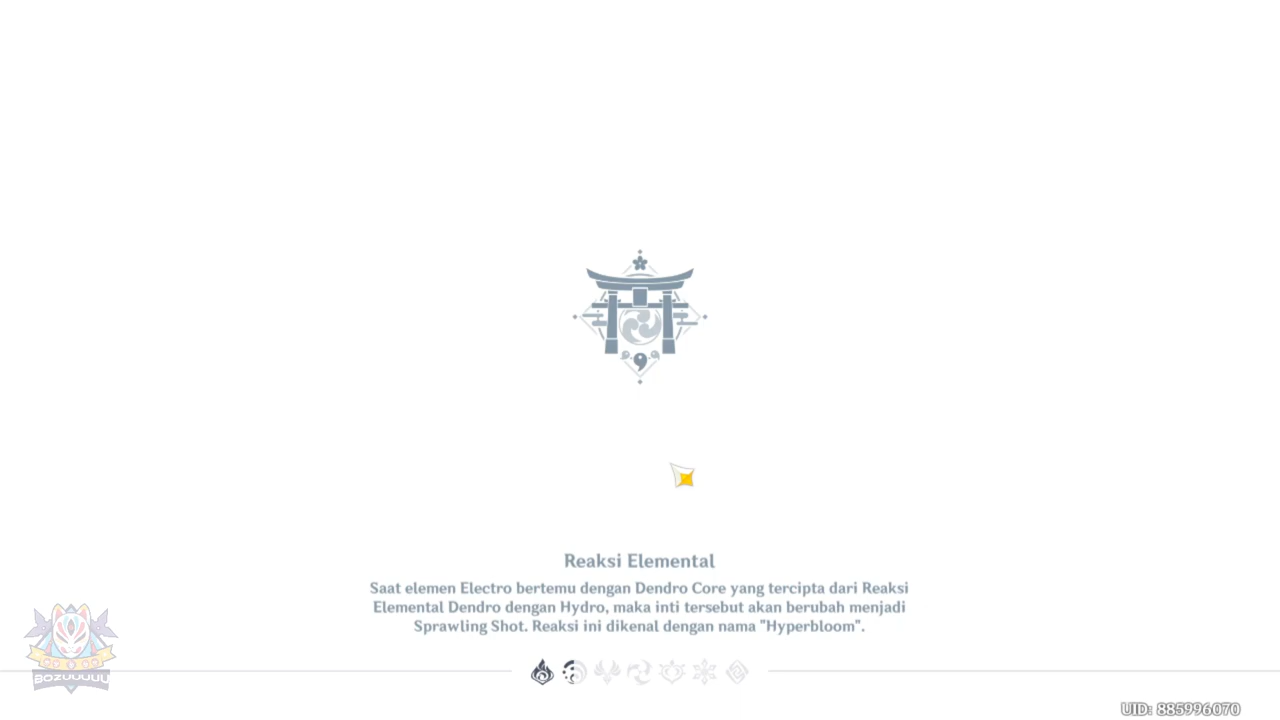 Reaksi Elemental
Saat elemen Electro bertemu dengan Dendro Core yang tercipta dari Reaksi
Elemental Dendro dengan Hydro, maka inti tersebut akan berubah menjadi
Sprawling Shot. Reaksi ini dikenal dengan nama "Hyperbloom".
BOZUUUUU
UID: 885996070